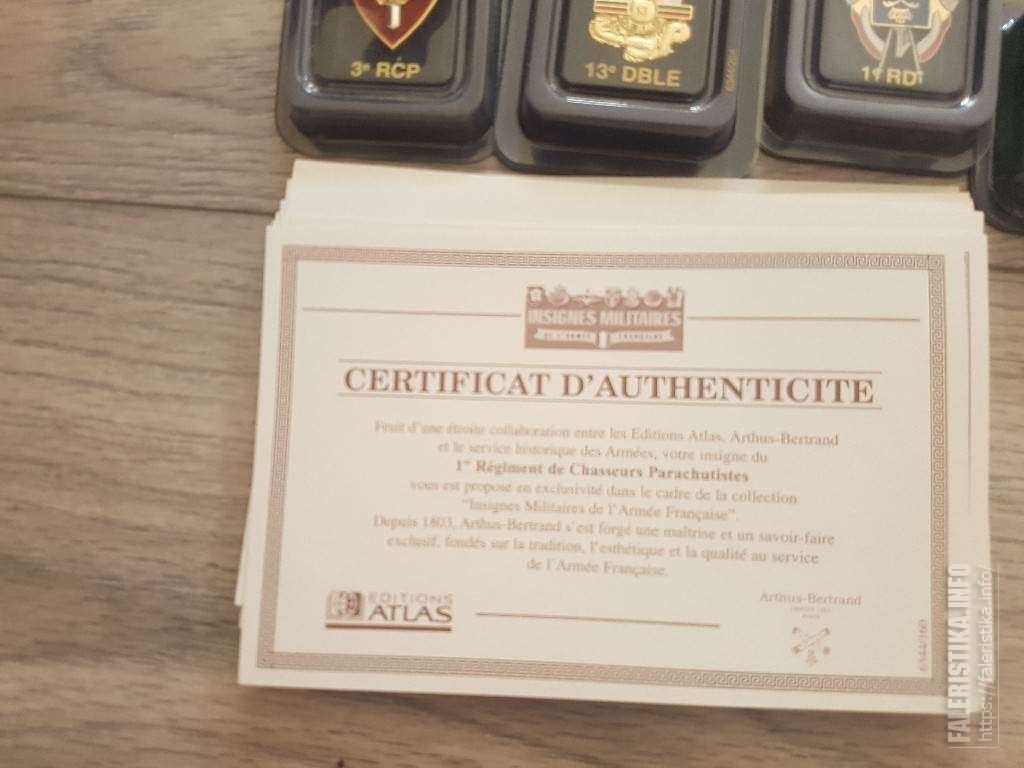 3e RCP
13e DBLE
INSIGNES MILITAIRES
DE L'ARMEE FRANÇAISE
CERTIFICAT D'AUTHENTICITE
Fruit d'une étroite collaboration entre les Editions Atlas, Arthus-Bertrand
et le service historique des Armées, votre insigne du
1er Régiment de Chasseurs Parachutistes
vous est proposé en exclusivité dans le cadre de la collection
"Insignes Militaires de l'Armée Française".
Depuis 1803, Arthus-Bertrand s'est forgé une maîtrise et un savoir-faire
exclusif, fondés sur la tradition, l'esthétique et la qualité au service
de l'Armée Française.
EDITIONS
ATLAS
Arthus-Bertrand
FALERISTIKA.INFO
https://faleristika.info/